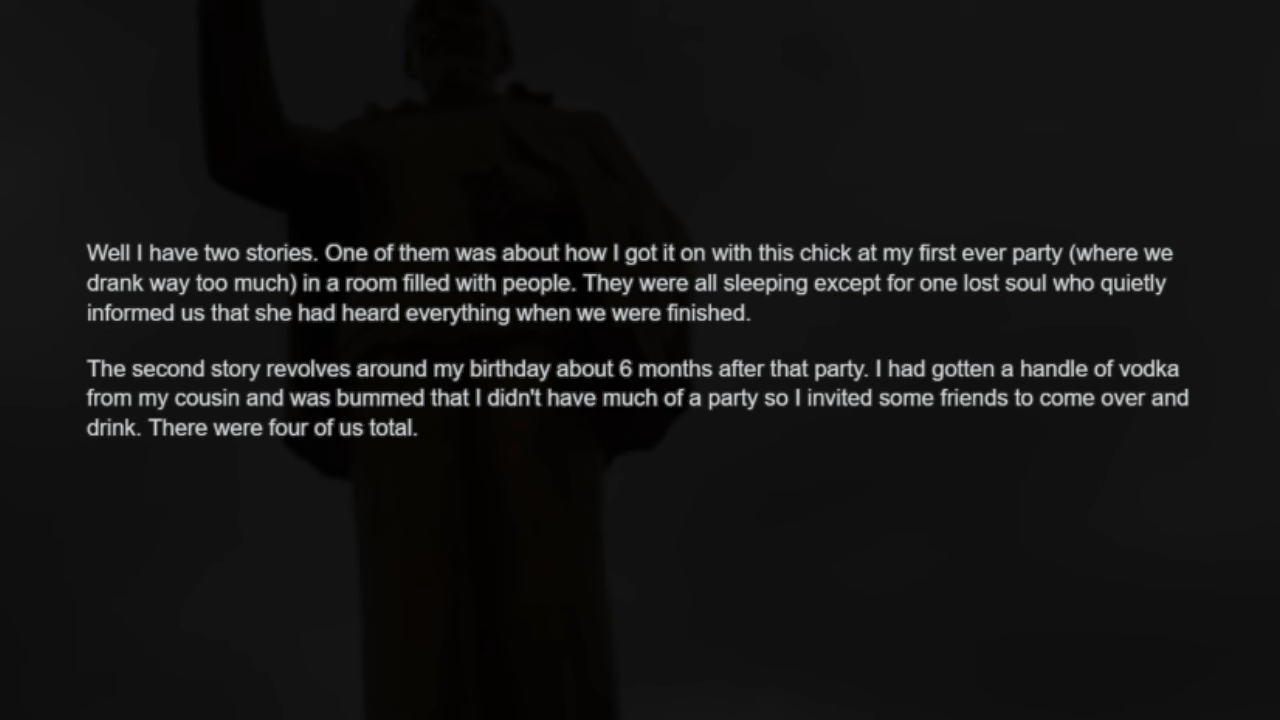 Well I have two stories. One of them was about how I got it on with this chick at my first ever party (where we
drank way too much) in a room filled with people. They were all sleeping except for one lost soul who quietly
informed us that she had heard everything when we were finished.
The second story revolves around my birthday about 6 months after that party. I had gotten a handle of vodka
from my cousin and was bummed that I didn't have much of a party so I invited some friends to come over and
drink. There were four of us total.